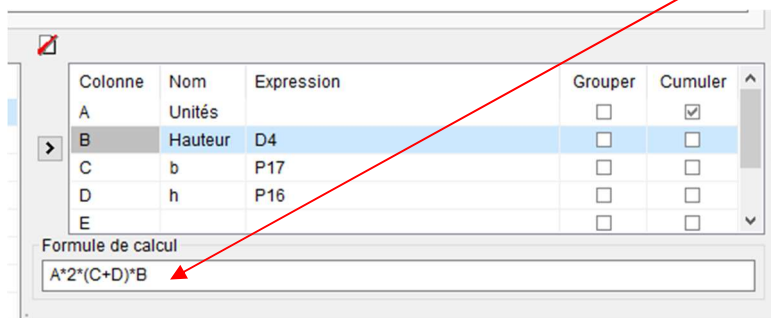 Colonne Nom Expression Grouper Cumuler
A Unités
B Hauteur D4
C b P17
D h P16
E
Formule de calcul
A*2*(C+D)*B